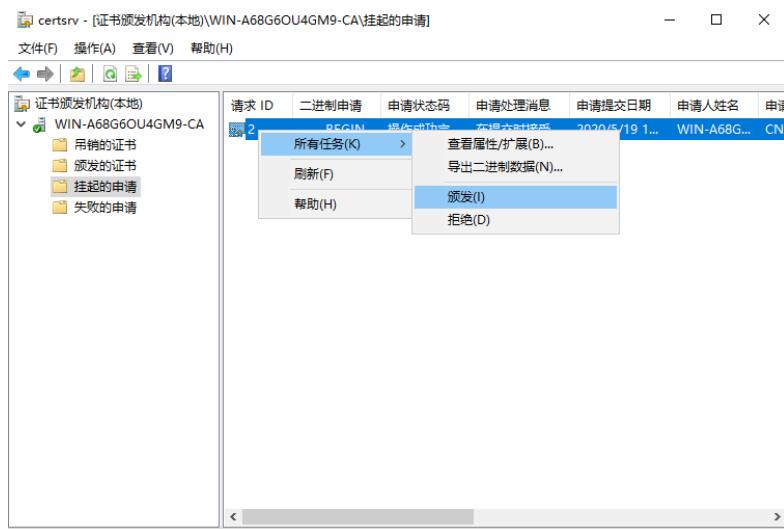 certsrv - [证书颁发机构(本地)\WIN-A68G6OU4GM9-CA\挂起的申请]
文件(F) 操作(A) 查看(V) 帮助(H)
证书颁发机构(本地)
WIN-A68G6OU4GM9-CA
吊销的证书
颁发的证书
挂起的申请
失败的申请
请求 ID 二进制申请 申请状态码 申请处理消息 申请提交日期 申请人姓名 申请
2 BEGIN 操作成功完 在提交时接受 2020/5/19 1... WIN-A68G... CN
所有任务(K)
刷新(F)
帮助(H)
查看属性/扩展(B)...
导出二进制数据(N)...
颁发(I)
拒绝(D)